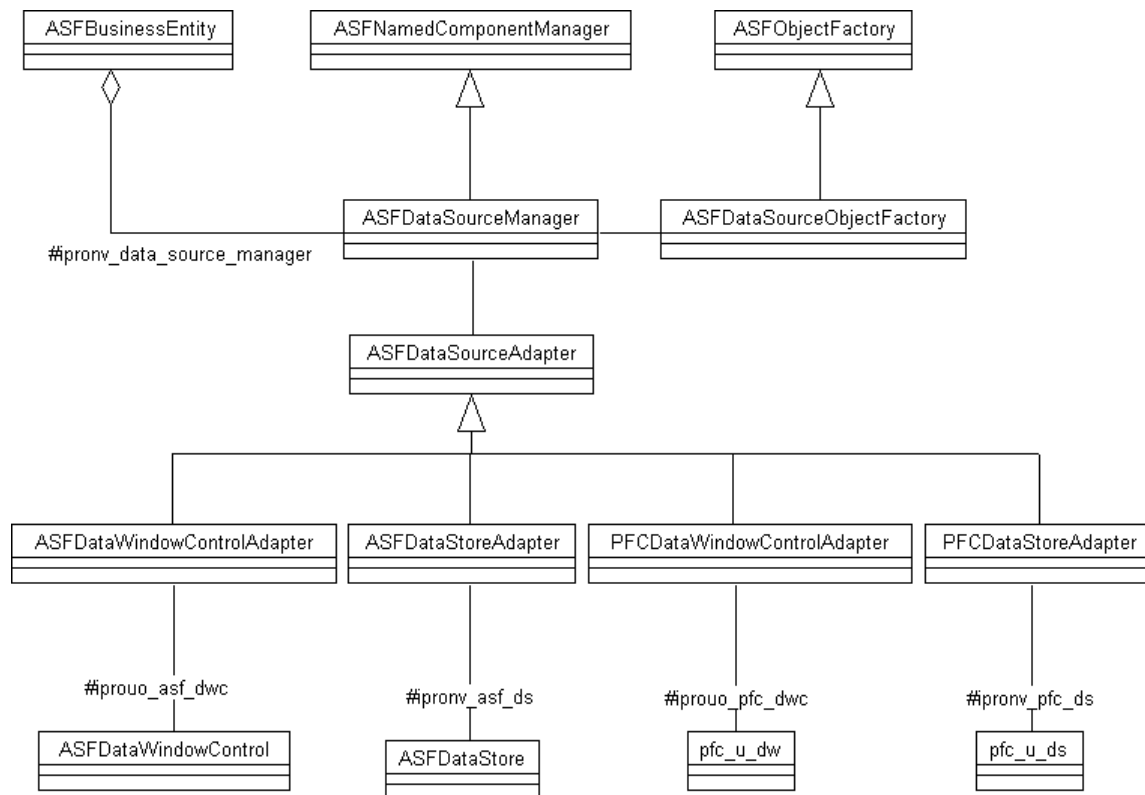 ASFBusinessEntity
ASFNamedComponentManager
ASFObjectFactory
ASFDataSourceManager
ASFDataSourceObjectFactory
#ipronv_data_source_manager
ASFDataSourceAdapter
ASFDataWindowControlAdapter
ASFDataStoreAdapter
PFCDataWindowControlAdapter
PFCDataStoreAdapter
#iprouo_asf_dwc
#ipronv_asf_ds
#iprouo_pfc_dwc
#ipronv_pfc_ds
ASFDataWindowControl
ASFDataStore
pfc_u_dw
pfc_u_ds